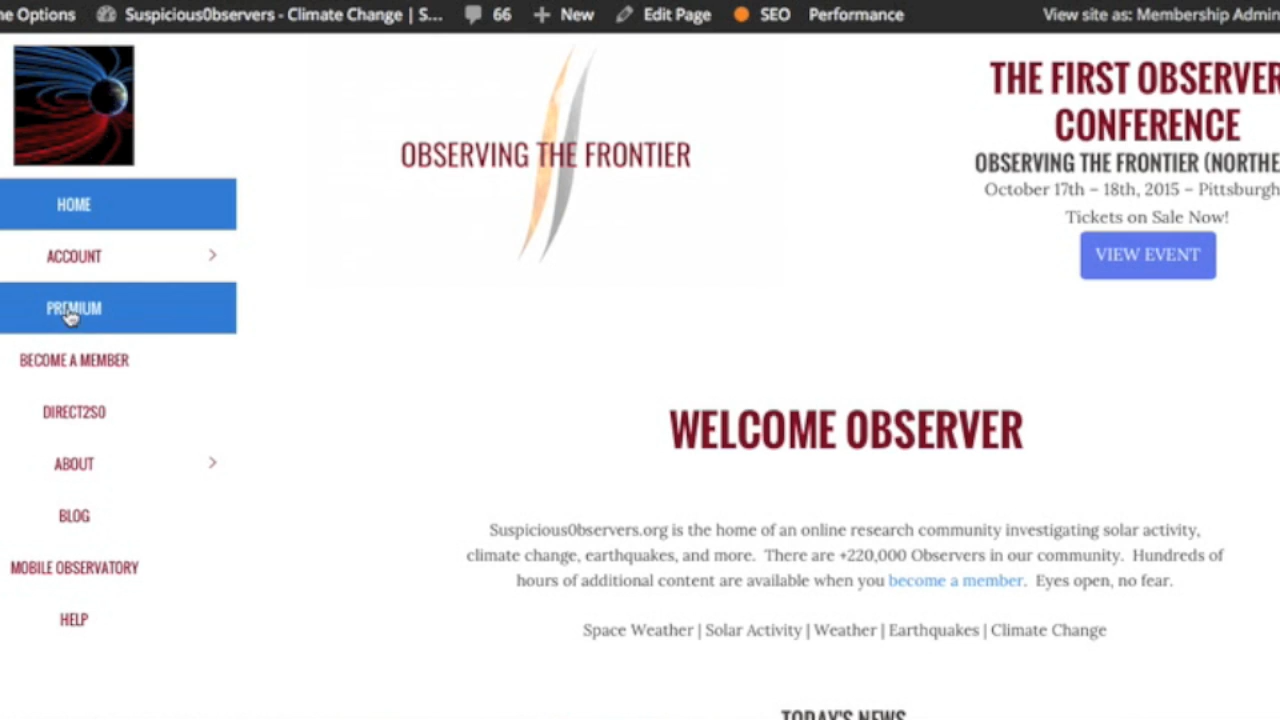 ne Options Suspicious0bservers - Climate Change | S... 66 New Edit Page SEO Performance View site as: Membership Admin
OBSERVING THE FRONTIER
THE FIRST OBSERVER
CONFERENCE
OBSERVING THE FRONTIER (NORTHE
October 17th – 18th, 2015 – Pittsburgh
Tickets on Sale Now!
VIEW EVENT
HOME
ACCOUNT
PREMIUM
BECOME A MEMBER
DIRECT2SO
ABOUT
BLOG
MOBILE OBSERVATORY
HELP
WELCOME OBSERVER
Suspicious0bservers.org is the home of an online research community investigating solar activity,
climate change, earthquakes, and more. There are +220,000 Observers in our community. Hundreds of
hours of additional content are available when you become a member. Eyes open, no fear.
Space Weather | Solar Activity | Weather | Earthquakes | Climate Change
TODAY'S NEWS